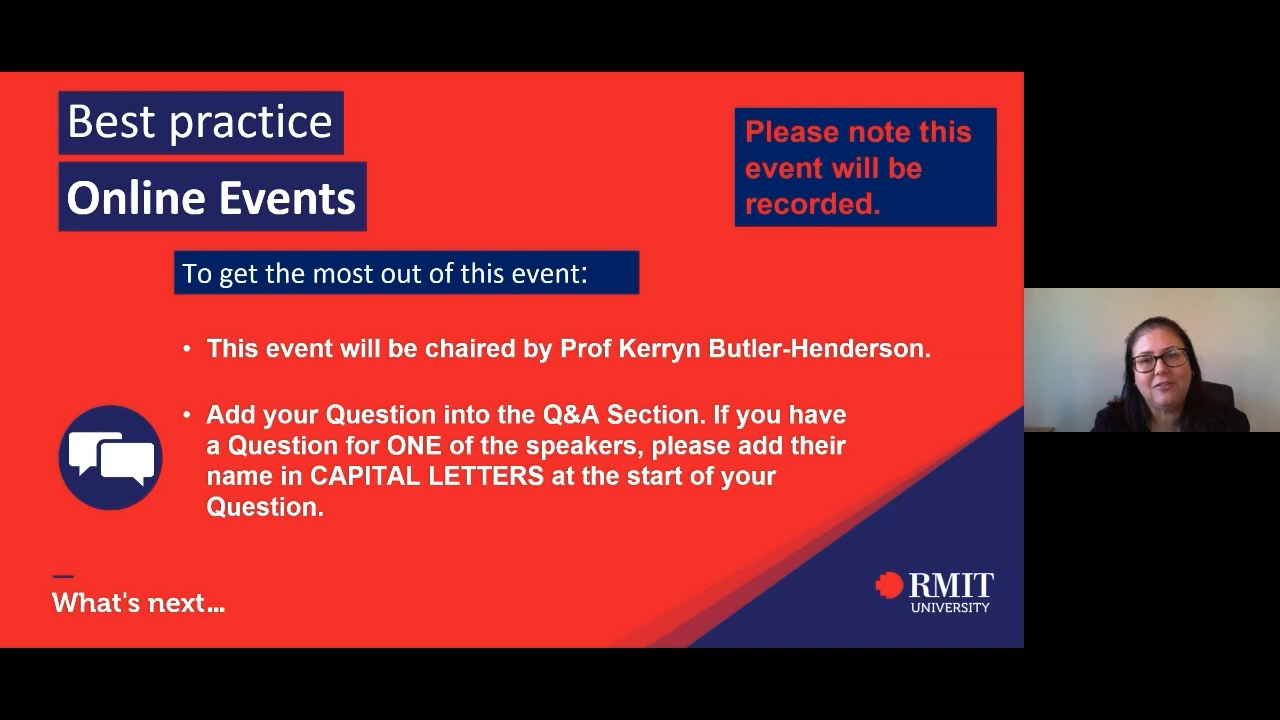 Best practice
Online Events
Please note this
event will be
recorded.
To get the most out of this event:
• This event will be chaired by Prof Kerryn Butler-Henderson.
• Add your Question into the Q&A Section. If you have
a Question for ONE of the speakers, please add their
name in CAPITAL LETTERS at the start of your
Question.
What's next...
RMIT
UNIVERSITY